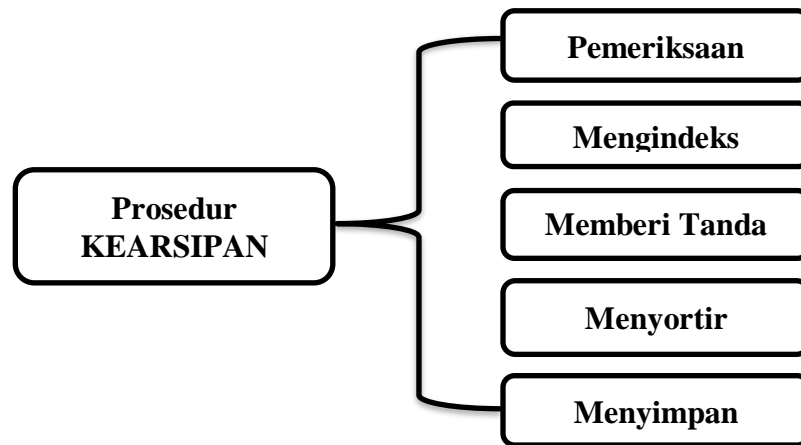 Prosedur
KEARSIPAN
Pemeriksaan
Mengindeks
Memberi Tanda
Menyortir
Menyimpan